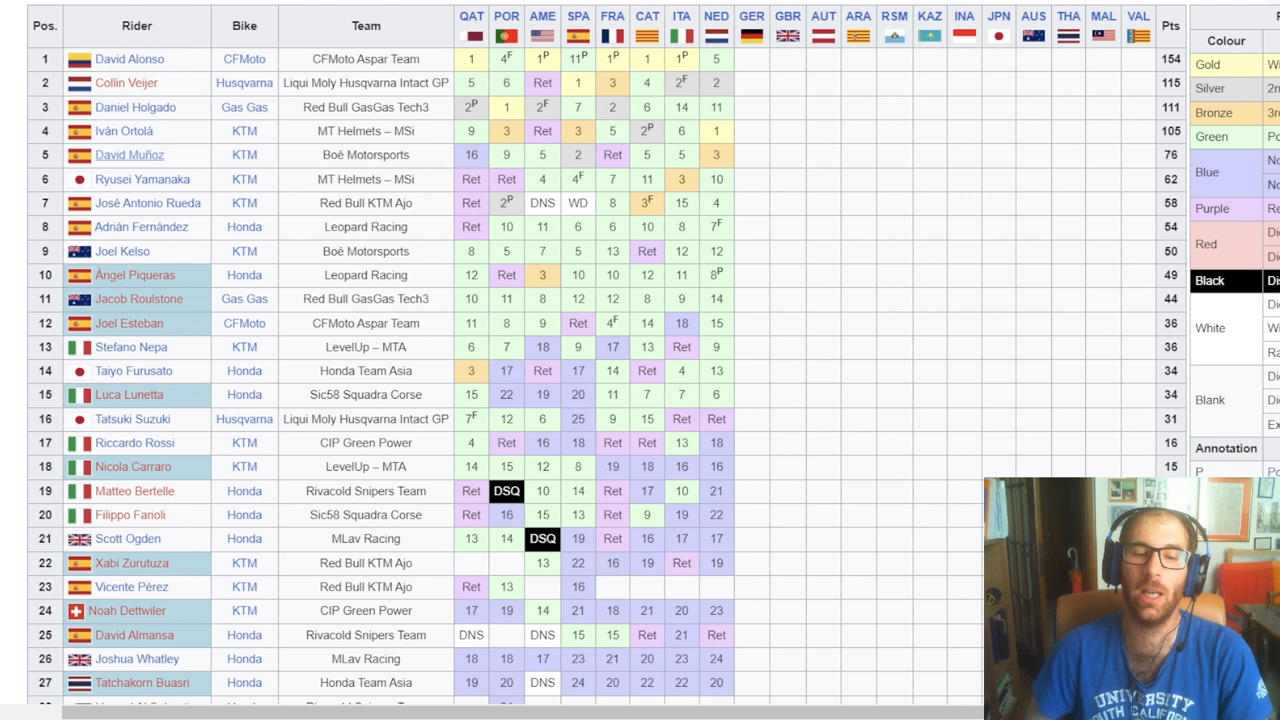 Pos. Rider Bike Team QAT POR AME SPA FRA CAT ITA NED GER GBR AUT ARA RSM KAZ INA JPN AUS THA MAL VAL Pts
1 David Alonso CFMoto CFMoto Aspar Team 1 4F 1P 11P 1P 1 1P 5 154
2 Collin Veijer Husqvarna Liqui Moly Husqvarna Intact GP 5 6 Ret 1 3 4 2F 2 115
3 Daniel Holgado Gas Gas Red Bull GasGas Tech3 2P 1 2F 7 2 6 14 11 111
4 Iván Ortolá KTM MT Helmets – MSi 9 3 Ret 3 5 2P 6 1 105
5 David Muñoz KTM Boé Motorsports 16 9 5 2 Ret 5 5 3 76
6 Ryusei Yamanaka KTM MT Helmets – MSi Ret Ret 4 4F 7 11 3 10 62
7 José Antonio Rueda KTM Red Bull KTM Ajo Ret 2P DNS WD 8 3F 15 4 58
8 Adrián Fernández Honda Leopard Racing Ret 10 11 6 6 10 8 7F 54
9 Joel Kelso KTM Boé Motorsports 8 5 7 5 13 Ret 12 12 50
10 Ángel Piqueras Honda Leopard Racing 12 Ret 3 10 10 12 11 8P 49
11 Jacob Roulstone Gas Gas Red Bull GasGas Tech3 10 11 8 12 12 8 9 14 44
12 Joel Esteban CFMoto CFMoto Aspar Team 11 8 9 Ret 4F 14 18 15 36
13 Stefano Nepa KTM LevelUp – MTA 6 7 18 9 17 13 Ret 9 36
14 Taiyo Furusato Honda Honda Team Asia 3 17 Ret 17 14 Ret 4 13 34
15 Luca Lunetta Honda Sic58 Squadra Corse 15 22 19 20 11 7 7 6 34
16 Tatsuki Suzuki Husqvarna Liqui Moly Husqvarna Intact GP 7F 12 6 25 9 15 Ret Ret 31
17 Riccardo Rossi KTM CIP Green Power 4 Ret 16 18 Ret Ret 13 18 16
18 Nicola Carraro KTM LevelUp – MTA 14 15 12 8 19 18 16 16 15
19 Matteo Bertelle Honda Rivacold Snipers Team Ret DSQ 10 14 Ret 17 10 21
20 Filippo Farioli Honda Sic58 Squadra Corse Ret 16 15 13 Ret 9 19 22
21 Scott Ogden Honda MLav Racing 13 14 DSQ 19 Ret 16 17 17
22 Xabi Zurutuza KTM Red Bull KTM Ajo 13 22 16 19 Ret 19
23 Vicente Pérez KTM Red Bull KTM Ajo Ret 13 16
24 Noah Dettwiler KTM CIP Green Power 17 19 14 21 18 21 20 23
25 David Almansa Honda Rivacold Snipers Team DNS DNS 15 15 Ret 21 Ret
26 Joshua Whatley Honda MLav Racing 18 18 17 23 21 20 23 24
27 Tatchakorn Buasri Honda Honda Team Asia 19 20 DNS 24 20 22 22 20
Colour
Gold
Silver
Bronze
Green
Blue
Purple
Red
Black
White
Blank
Annotation
P
UNIVERSITY